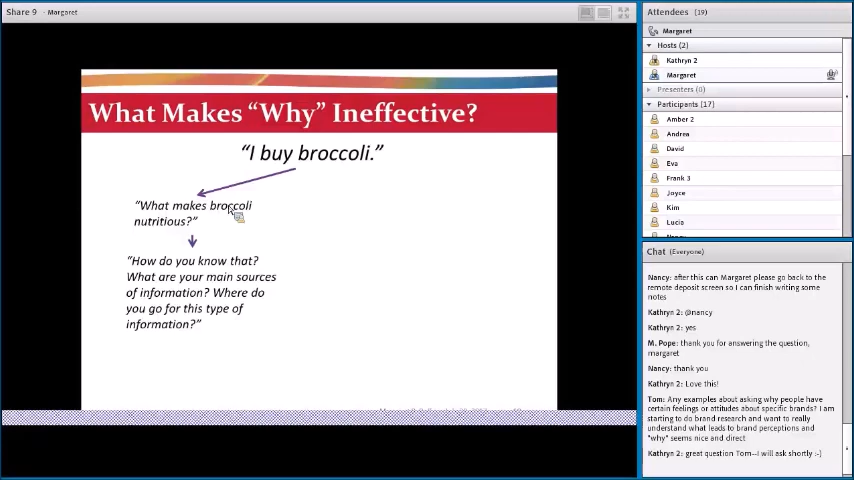 Share 9 - Margaret
What Makes “Why” Ineffective?
“I buy broccoli.”
“What makes broccoli
nutritious?”
“How do you know that?
What are your main sources
of information? Where do
you go for this type of
information?”
Attendees (19)
Margaret
Hosts (2)
Kathryn 2
Margaret
Presenters (0)
Participants (17)
Amber 2
Andrea
David
Eva
Frank 3
Joyce
Kim
Lucia
Chat (Everyone)
Nancy: after this can Margaret please go back to the
remote deposit screen so I can finish writing some
notes
Kathryn 2: @nancy
Kathryn 2: yes
M. Pope: thank you for answering the question,
margaret
Nancy: thank you
Kathryn 2: Love this!
Tom: Any examples about asking why people have
certain feelings or attitudes about specific brands? I am
starting to do brand research and want to really
understand what leads to brand perceptions and
"why" seems nice and direct
Kathryn 2: great question Tom--I will ask shortly :-)